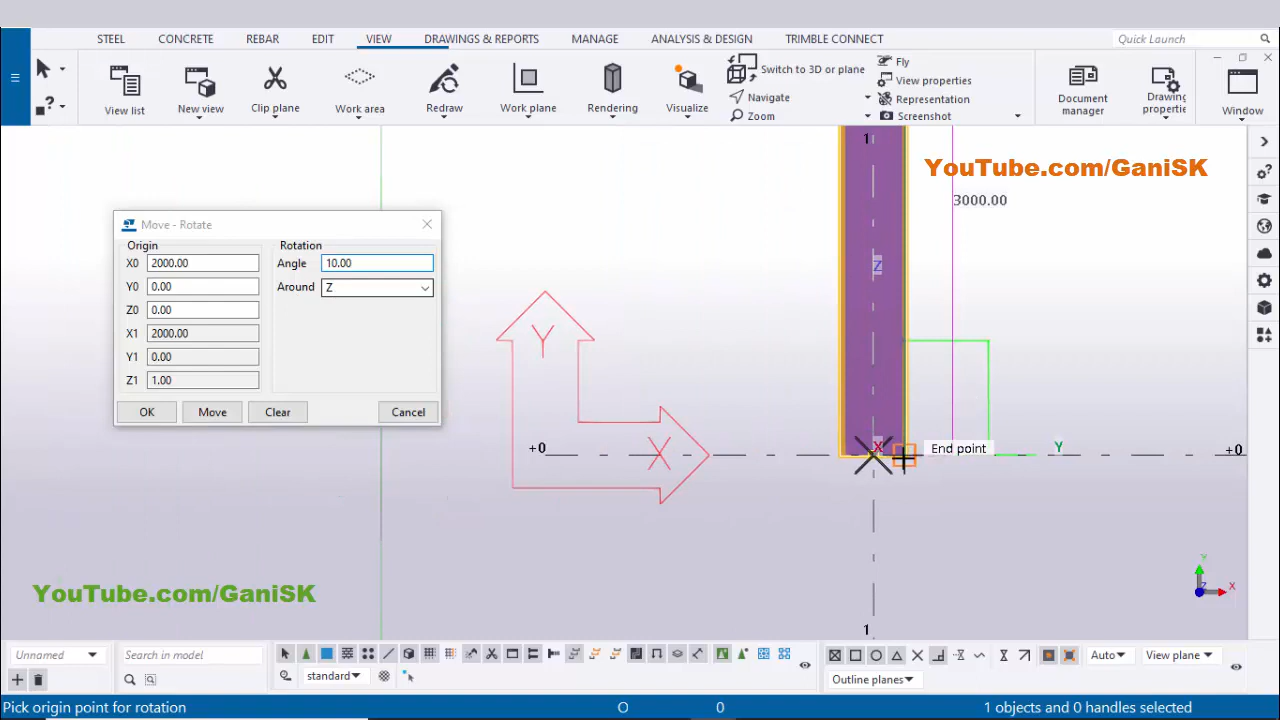 STEEL CONCRETE REBAR EDIT VIEW DRAWINGS & REPORTS MANAGE ANALYSIS & DESIGN TRIMBLE CONNECT Quick Launch
Switch to 3D or plane
Fly
View properties
Navigate
Representation
Zoom
Screenshot
View list New view Clip plane Work area Redraw Work plane Rendering Visualize
Document manager
Drawing
propertie
Window
1
YouTube.com/GaniSK
3000.00
Move - Rotate
Origin Rotation
X0 2000.00 Angle 10.00
Y0 0.00 Around Z
Z0 0.00
X1 2000.00
Y1 0.00
Z1 1.00
OK Move Clear Cancel
Z
Y
X
+0
X
End point
Y
+0
YouTube.com/GaniSK
Y
Z
X
1
Unnamed Search in model
standard
Auto View plane
Outline planes
Pick origin point for rotation O 0 1 objects and 0 handles selected